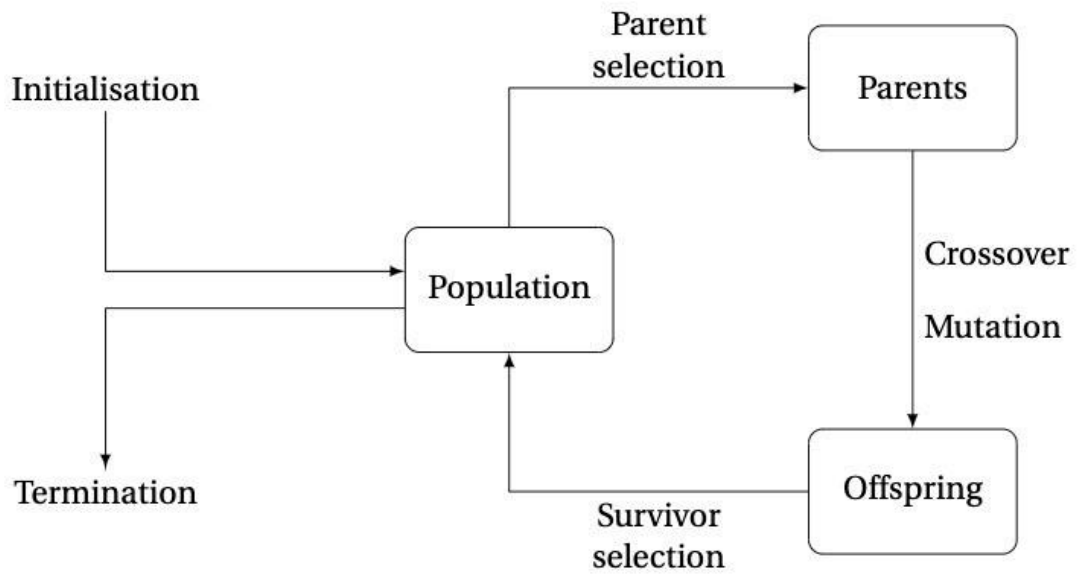 Parent
selection
Initialisation
Parents
Crossover
Population
Mutation
Termination
Offspring
Survivor
selection